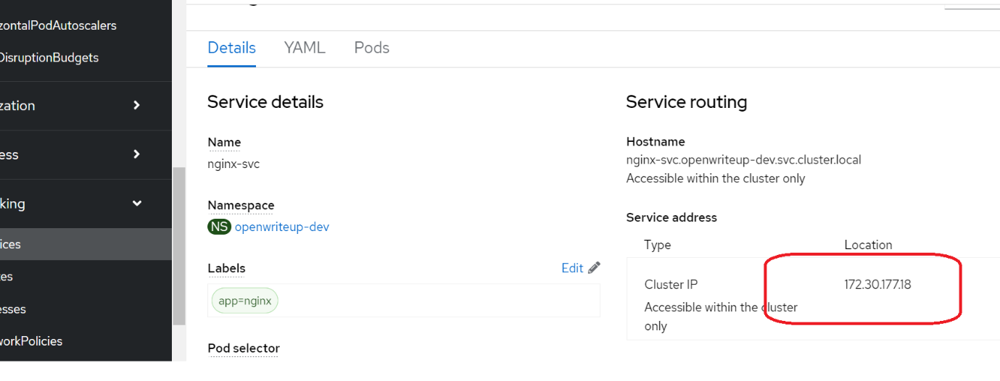 zontalPodAutoscalers
DisruptionBudgets
zation
ess
king
ices
tes
esses
workPolicies
Details YAML Pods
Service details
Name
nginx-svc
Namespace
NS openwriteup-dev
Labels Edit
app=nginx
Pod selector
Service routing
Hostname
nginx-svc.openwriteup-dev.svc.cluster.local
Accessible within the cluster only
Service address
Type Location
Cluster IP 172.30.177.18
Accessible within the cluster
only